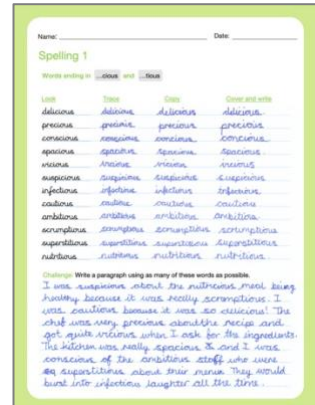 Name: Date:
Spelling 1
Words ending in ...cious and ...tious
Look Trace Copy Cover and write
delicious delicious delicious delicious
precious precious precious precious
conscious conscious concious concious
spacious spacious spacious spacious
vicious vicious vicious vicious
suspicious suspicious suspicious suspicious
infectious infectious infectious infectious
cautious cautious cautious cautious
ambitious ambitious ambitious ambitious
scrumptious scrumptious scrumptious scrumptious
superstitious superstitious superstitious superstitious
nutritious nutritious nutritious nutritious
Challenge: Write a paragraph using as many of these words as possible.
I was suspicious about the nutricious meal being
healthy because it was really scromptious. I
was cautious because it was so delicious! The
chef was very precious about the recipe and
got quite vicious when I ask for the ingredients.
The kitchen was really spacious and I was
conscious of the ambitious staff who were
superstitious about their menu. They would
burst into infectious laughter all the time.